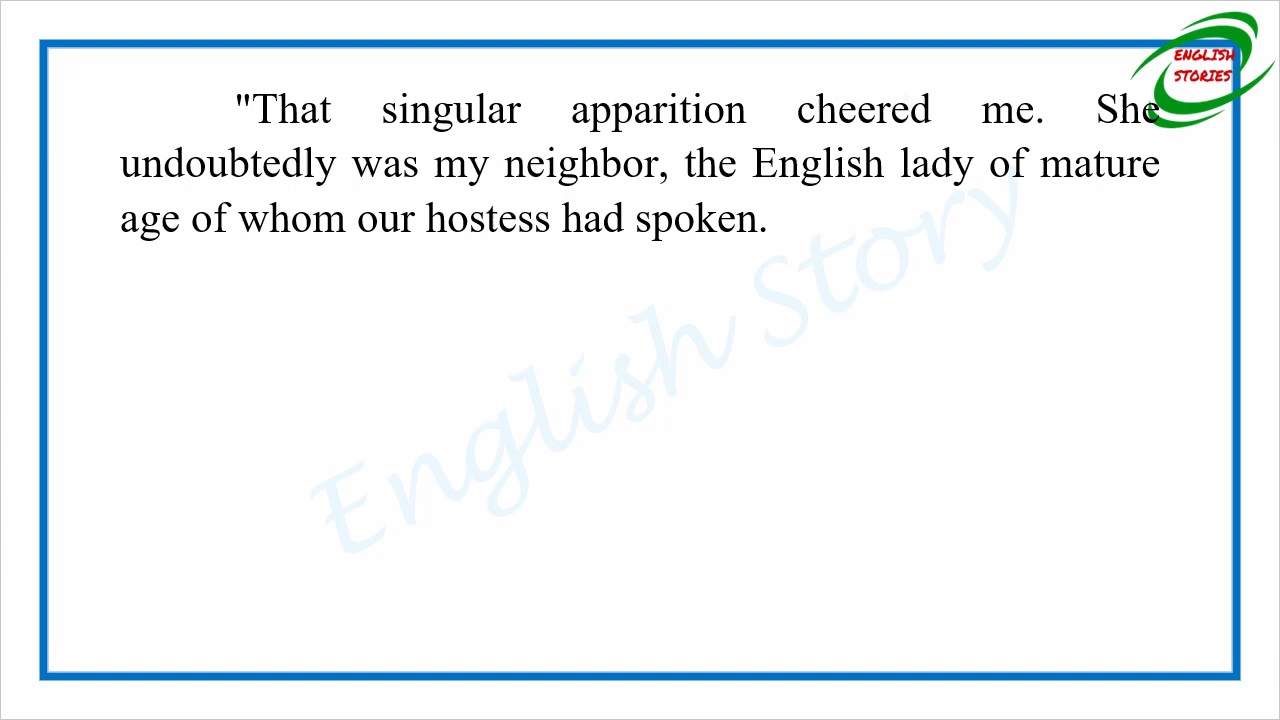 ENGLISH
STORIES
"That singular apparition cheered me. She
undoubtedly was my neighbor, the English lady of mature
age of whom our hostess had spoken.
English Story